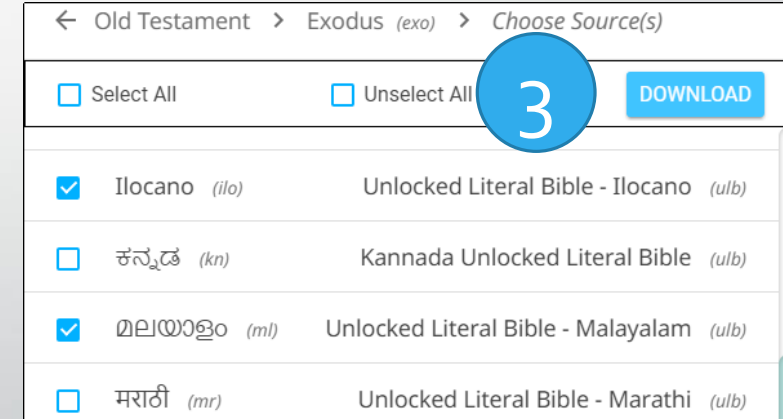 ← Old Testament > Exodus (exo) > Choose Source(s)
Select All Unselect All 3 DOWNLOAD
Ilocano (ilo) Unlocked Literal Bible - Ilocano (ulb)
ಕನ್ನಡ (kn) Kannada Unlocked Literal Bible (ulb)
മലയാളം (ml) Unlocked Literal Bible - Malayalam (ulb)
मराठी (mr) Unlocked Literal Bible - Marathi (ulb)